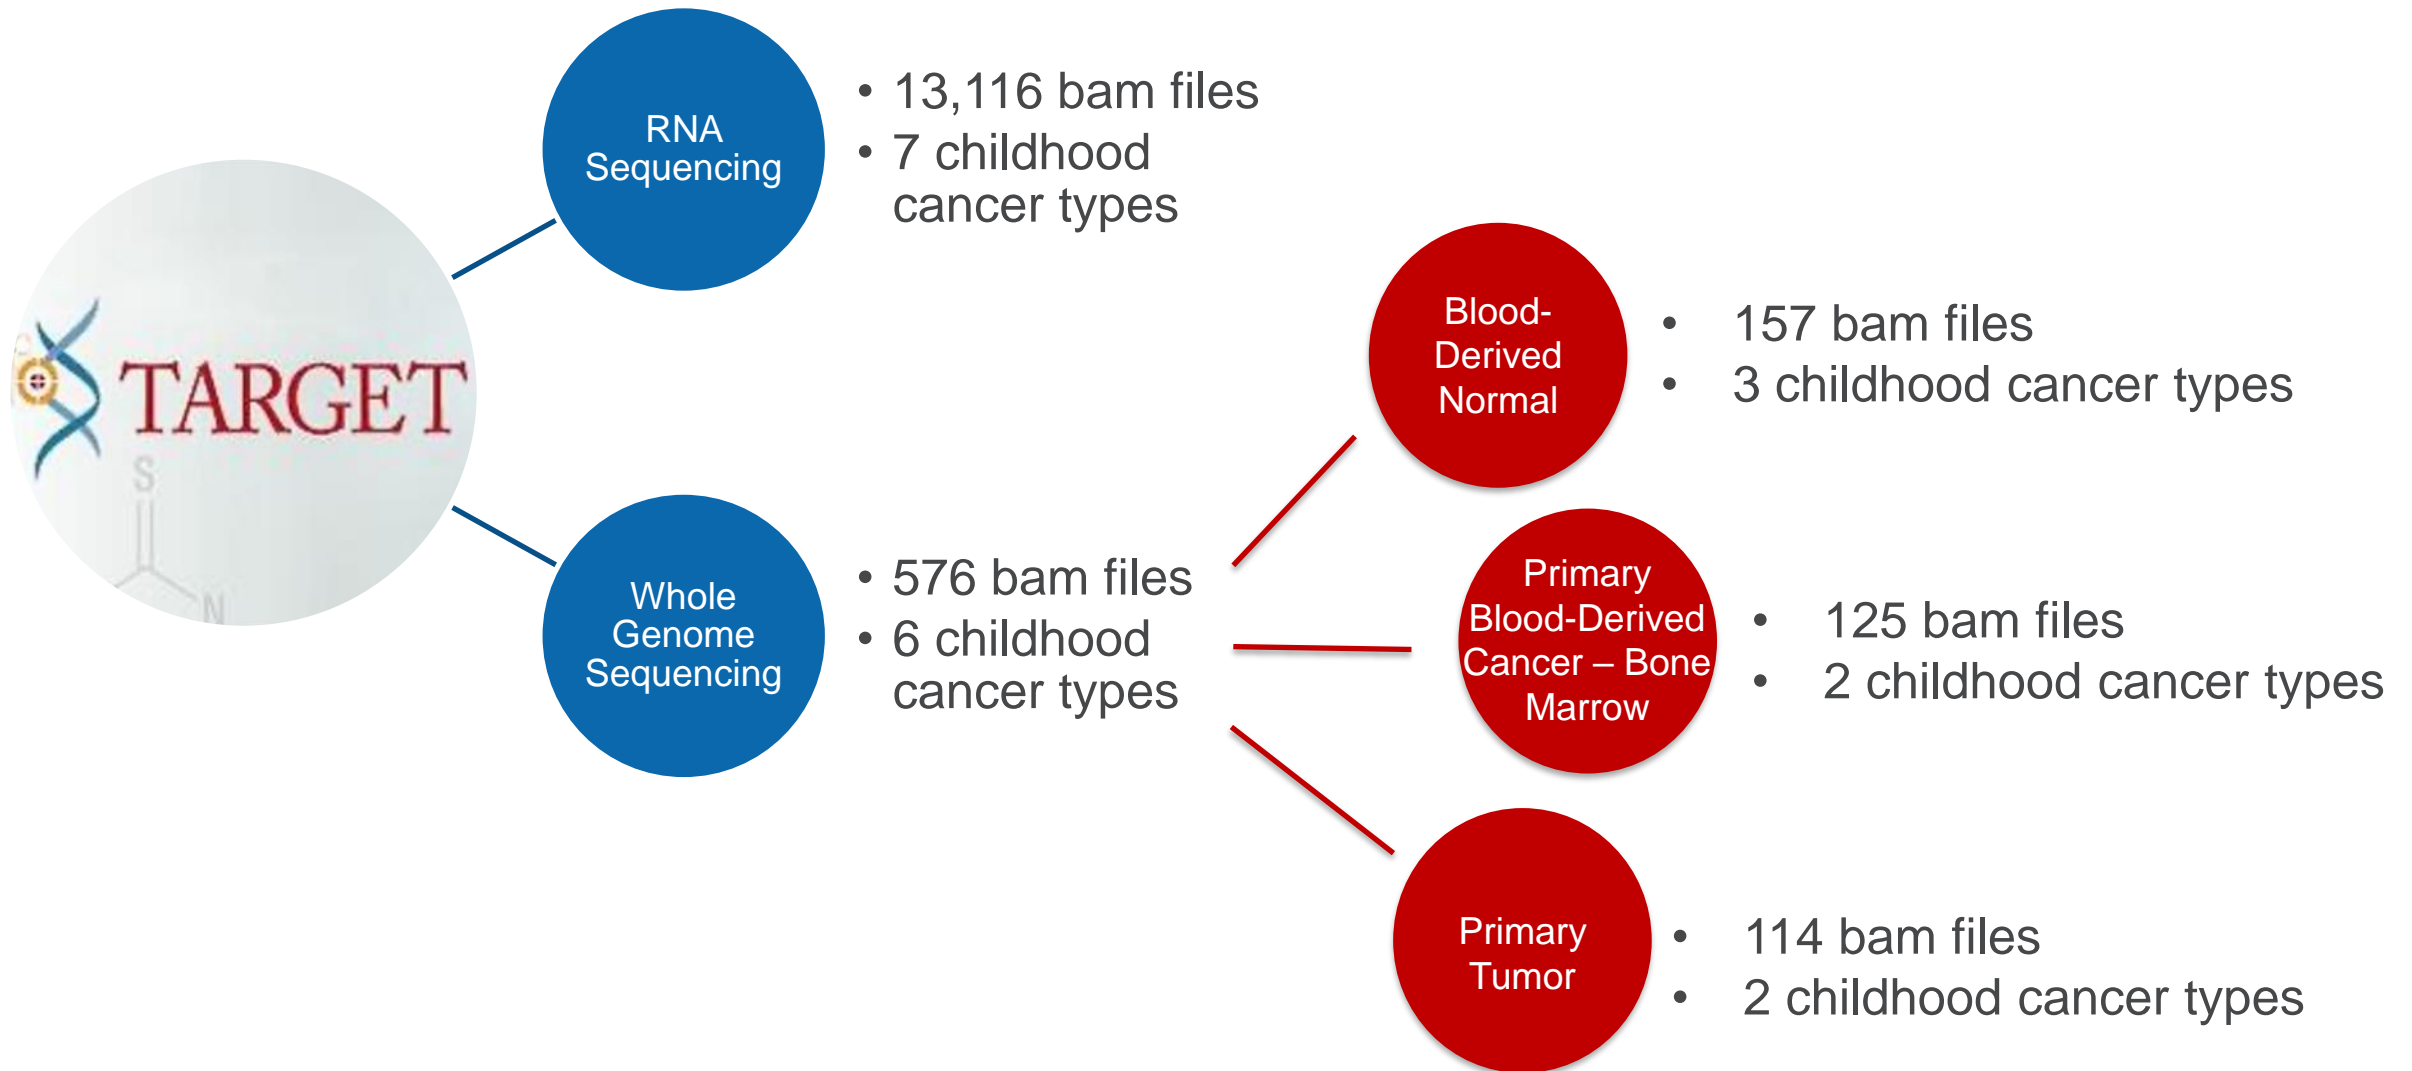 TARGET
S
N
RNA
Sequencing
• 13,116 bam files
• 7 childhood
cancer types
Whole
Genome
Sequencing
• 576 bam files
• 6 childhood
cancer types
Blood-
Derived
Normal
• 157 bam files
• 3 childhood cancer types
Primary
Blood-Derived
Cancer – Bone
Marrow
• 125 bam files
• 2 childhood cancer types
Primary
Tumor
• 114 bam files
• 2 childhood cancer types